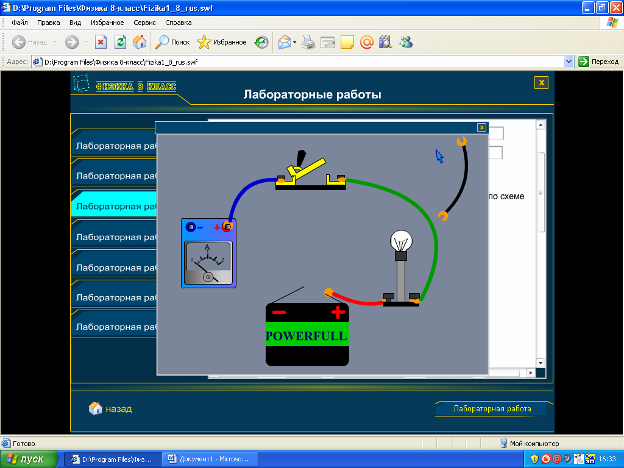 D:\Program Files\Физика 8-класс\Fizika1_8_rus.swf
Файл Правка Вид Избранное Сервис Справка
Назад Поиск Избранное
Адрес: D:\Program Files\Физика 8-класс\Fizika1_8_rus.swf Переход
ФИЗИКА 8 КЛАСС
Лабораторные работы
x
x
Лабораторная раб
Лабораторная раб
Лабораторная раб
Лабораторная раб
Лабораторная раб
Лабораторная раб
Лабораторная раб
по схеме
- +
A
- +
POWERFULL
назад
Лабораторная работа
Готово Мой компьютер
пуск D:\Program Files\Физ... Документ1 - Microso... 16:33